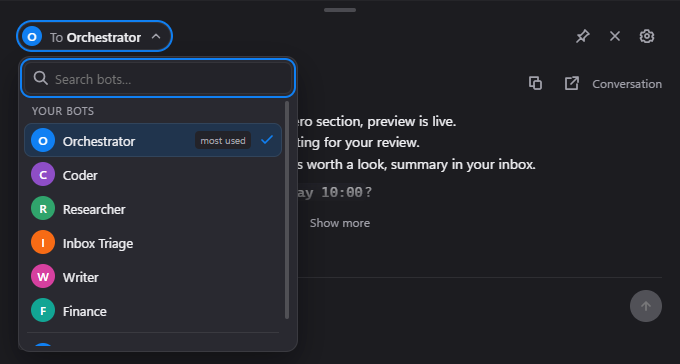 O To Orchestrator
Search bots...
Conversation
YOUR BOTS
ero section, preview is live.
O Orchestrator most used
ting for your review.
C Coder
s worth a look, summary in your inbox.
R Researcher
ay 10:00?
Show more
I Inbox Triage
W Writer
F Finance